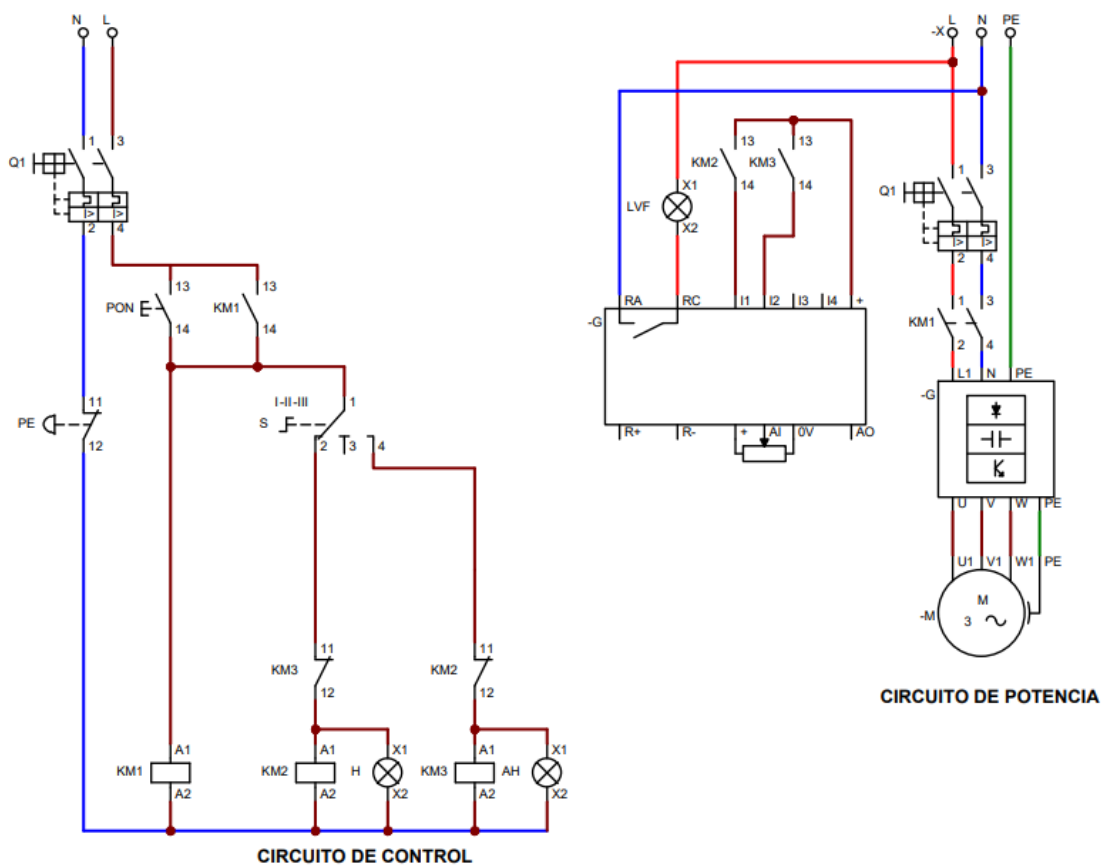 N L
1 3
Q1
I> I>
2 4
13 13
PON KM1
14 14
I-II-III 1
S
2 3 4
11
PE
12
11 11
KM3 KM2
12 12
A1 A1 X1 A1 X1
KM1 KM2 H KM3 AH
A2 A2 X2 A2 X2
CIRCUITO DE CONTROL
L N PE
-X
13 13
KM2 KM3
14 14
X1
LVF
X2
RA RC I1 I2 I3 I4 +
-G
R+ R- + AI 0V AO
1 3
Q1
I> I>
2 4
1 3
KM1
2 4
L1 N PE
-G
U V W PE
U1 V1 W1 PE
M
-M
3
CIRCUITO DE POTENCIA